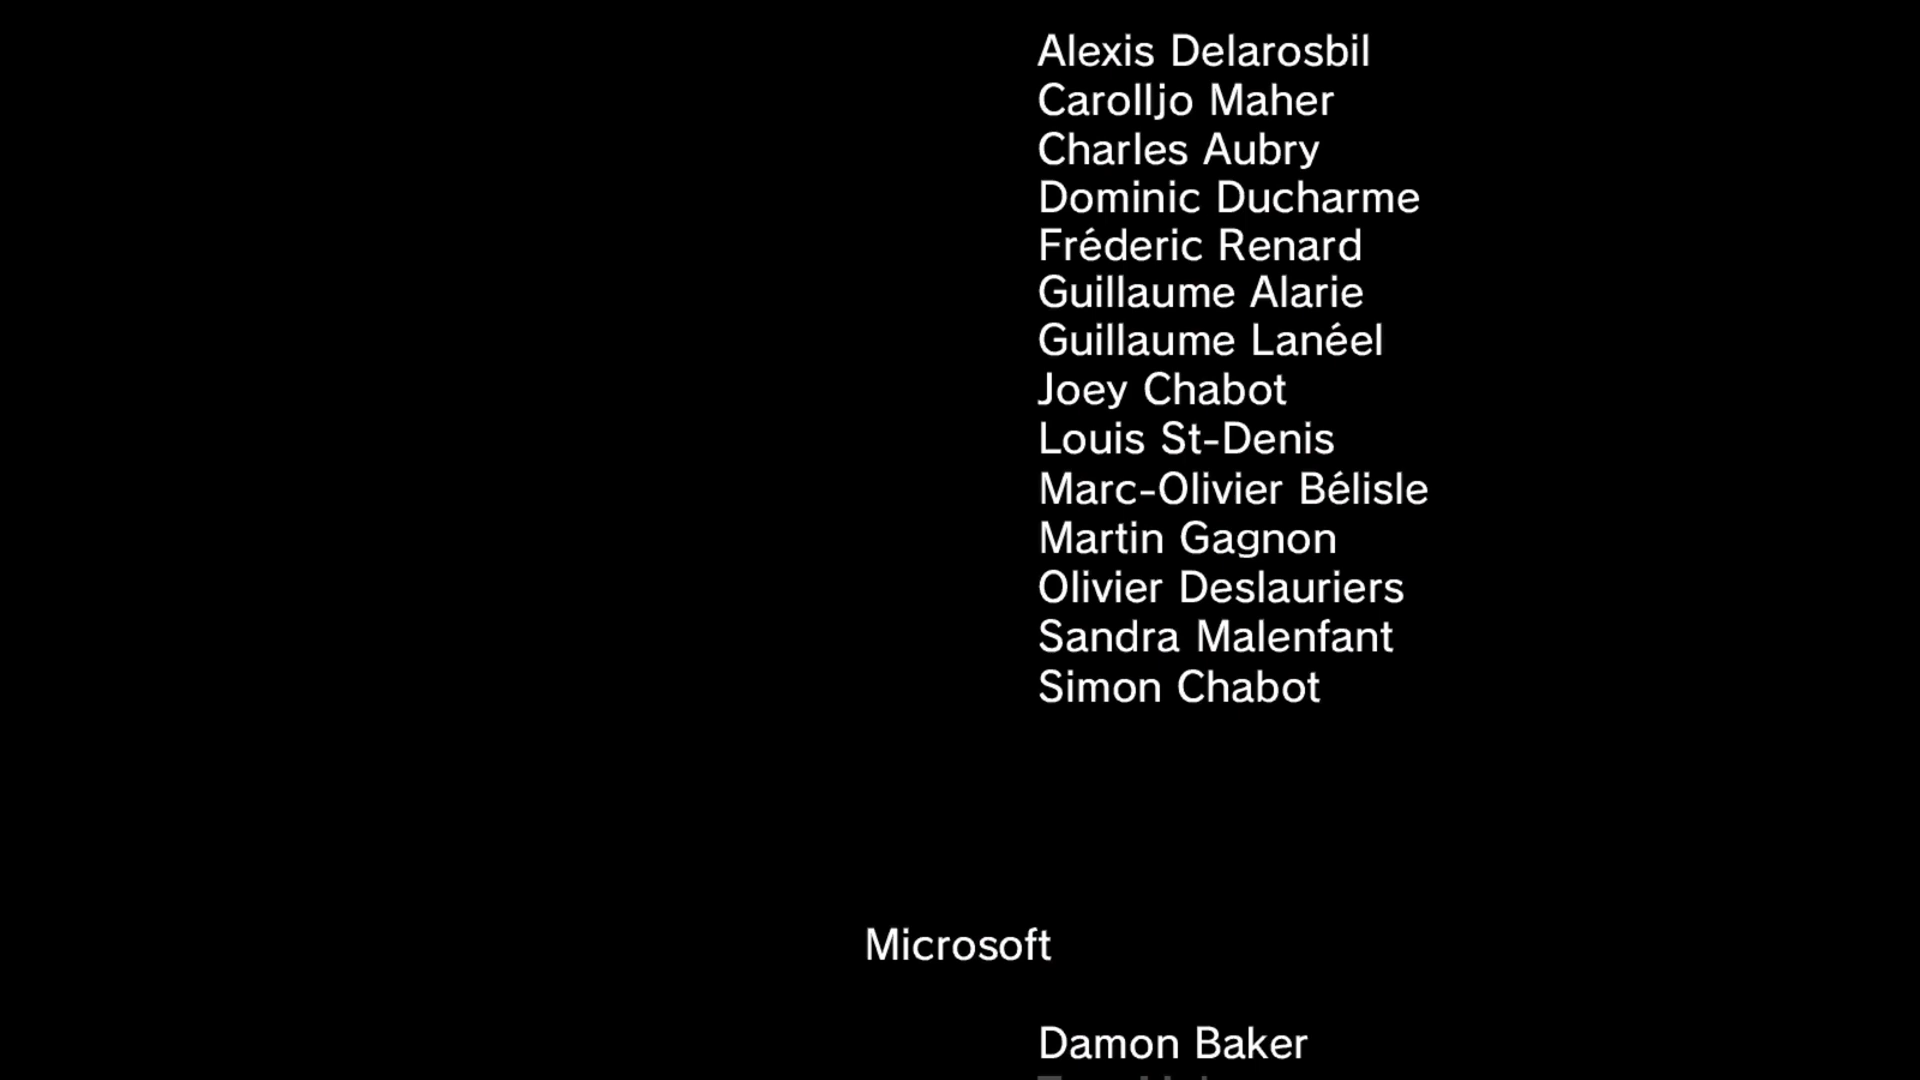 Alexis Delarosbil
Carolljo Maher
Charles Aubry
Dominic Ducharme
Fréderic Renard
Guillaume Alarie
Guillaume Lanéel
Joey Chabot
Louis St-Denis
Marc-Olivier Bélisle
Martin Gagnon
Olivier Deslauriers
Sandra Malenfant
Simon Chabot
Microsoft
Damon Baker